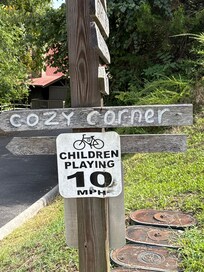 COZY CORNER
CHILDREN
PLAYING
10
MPH